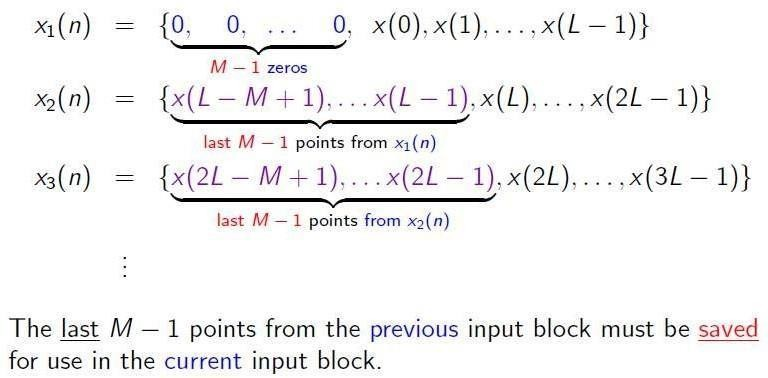 x₁(n) = {0, 0, ... 0, x(0), x(1), ..., x(L − 1)}
M − 1 zeros
x₂(n) = {x(L − M + 1), ... x(L − 1), x(L), ..., x(2L − 1)}
last M − 1 points from x₁(n)
x₃(n) = {x(2L − M + 1), ... x(2L − 1), x(2L), ..., x(3L − 1)}
last M − 1 points from x₂(n)
⋮
The last M − 1 points from the previous input block must be saved
for use in the current input block.